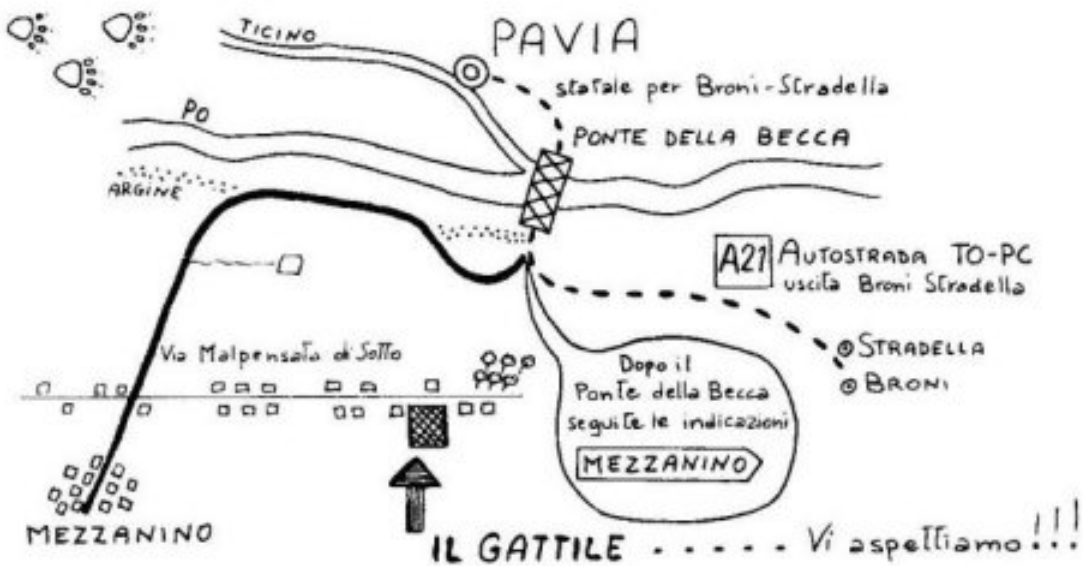 TICINO
PAVIA
statale per Broni-Stradella
PO
PONTE DELLA BECCA
ARGINE
A21 AUTOSTRADA TO-PC
uscita Broni Stradella
Via Malpensata di Sotto
STRADELLA
BRONI
Dopo il
Ponte della Becca
seguite le indicazioni
MEZZANINO
MEZZANINO
IL GATTILE ------ Vi aspettiamo!!!